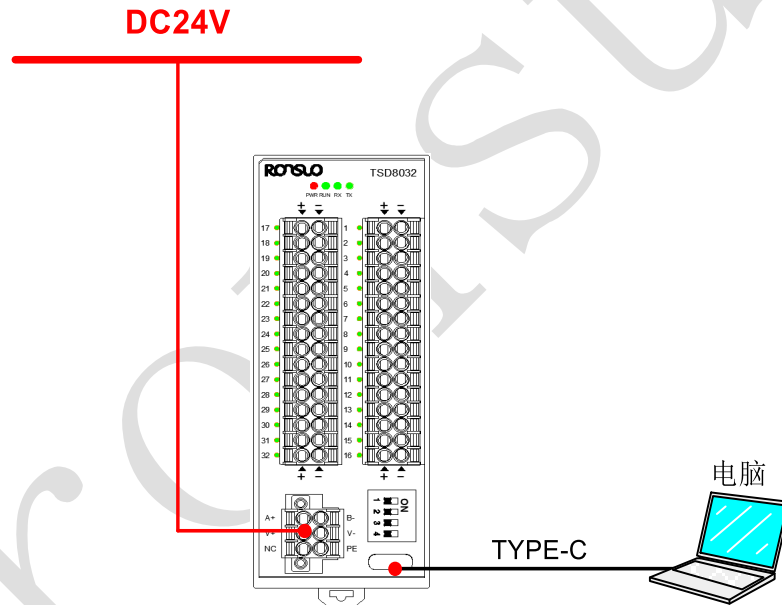 DC24V
RONSLO
TSD8032
PWR RUN RX TX
+ − + −
17 1
18 2
19 3
20 4
21 5
22 6
23 7
24 8
25 9
26 10
27 11
28 12
29 13
30 14
31 15
32 16
+ − + −
ON
1
2
3
4
A+ B-
V+ V-
NC PE
TYPE-C
电脑